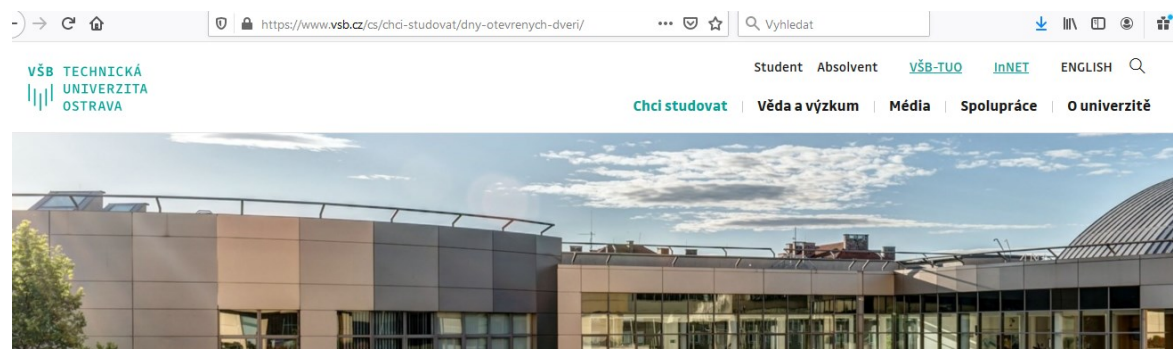 https://www.vsb.cz/cs/chci-studovat/dny-otevrenych-dveri/ Vyhledat
Student Absolvent VŠB-TUO InNET ENGLISH
VŠB TECHNICKÁ
UNIVERZITA
OSTRAVA
Chci studovat Věda a výzkum Média Spolupráce O univerzitě